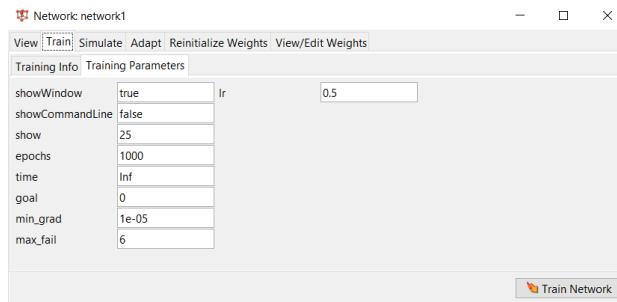 Network: network1
View Train Simulate Adapt Reinitialize Weights View/Edit Weights
Training Info Training Parameters
showWindow true lr 0.5
showCommandLine false
show 25
epochs 1000
time Inf
goal 0
min_grad 1e-05
max_fail 6
Train Network